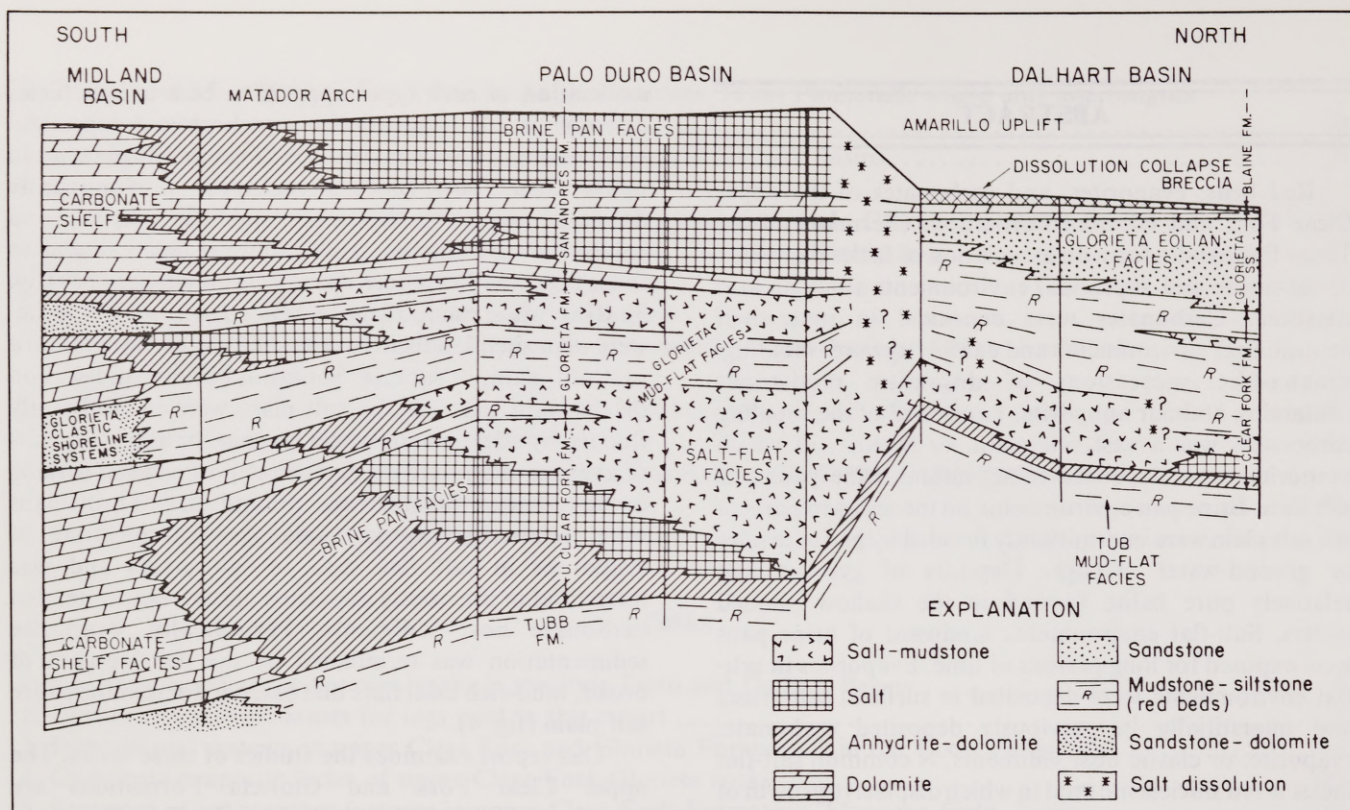 SOUTH
NORTH
MIDLAND
BASIN
MATADOR ARCH
PALO DURO BASIN
DALHART BASIN
AMARILLO UPLIFT
BRINE PAN FACIES
DISSOLUTION COLLAPSE
BRECCIA
BLAINE FM.
CARBONATE
SHELF
SAN ANDRES FM.
GLORIETA EOLIAN
FACIES
GLORIETA
SS.
GLORIETA FM.
GLORIETA
MUD-FLAT FACIES
GLORIETA
CLASTIC
SHORELINE
SYSTEMS
SALT-FLAT
FACIES
CLEAR FORK FM.
BRINE PAN FACIES
U. CLEAR FORK FM.
TUB
MUD-FLAT
FACIES
TUBB
FM.
CARBONATE
SHELF FACIES
EXPLANATION
Salt-mudstone
Salt
Anhydrite-dolomite
Dolomite
Sandstone
Mudstone-siltstone
(red beds)
Sandstone-dolomite
Salt dissolution